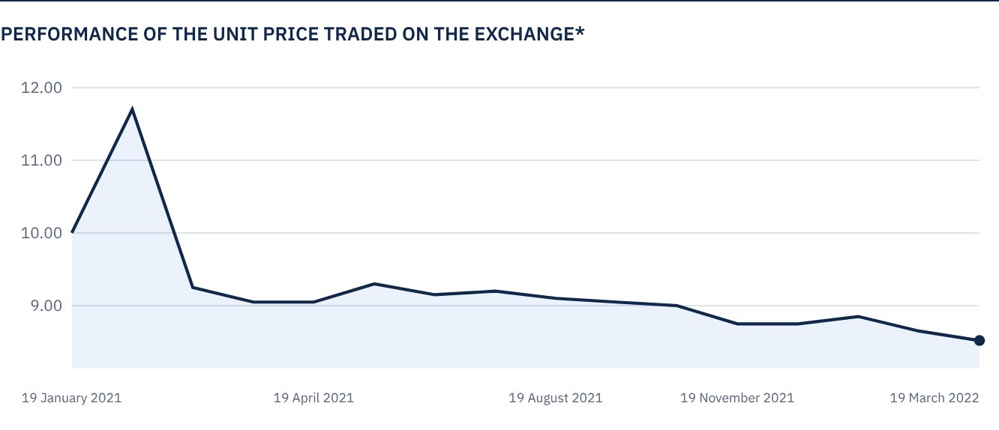 PERFORMANCE OF THE UNIT PRICE TRADED ON THE EXCHANGE*
12.00
11.00
10.00
9.00
19 January 2021 19 April 2021 19 August 2021 19 November 2021 19 March 2022